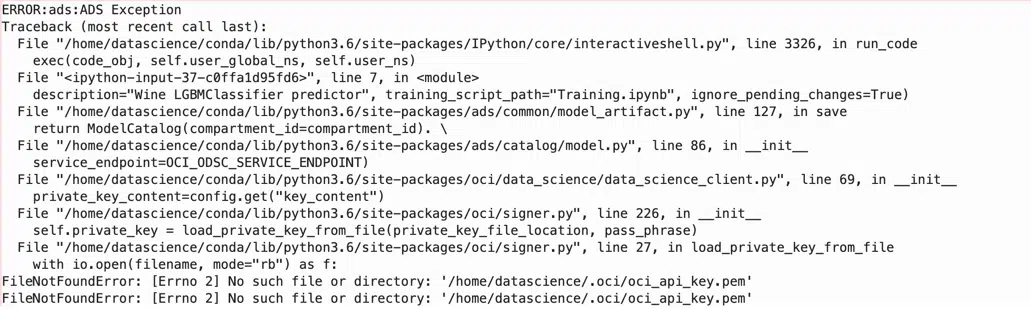 ERROR:ads:ADS Exception
Traceback (most recent call last):
  File "/home/datascience/conda/lib/python3.6/site-packages/IPython/core/interactiveshell.py", line 3326, in run_code
    exec(code_obj, self.user_global_ns, self.user_ns)
  File "<ipython-input-37-c0ffa1d95fd6>", line 7, in <module>
    description="Wine LGBMClassifier predictor", training_script_path="Training.ipynb", ignore_pending_changes=True)
  File "/home/datascience/conda/lib/python3.6/site-packages/ads/common/model_artifact.py", line 127, in save
    return ModelCatalog(compartment_id=compartment_id). \
  File "/home/datascience/conda/lib/python3.6/site-packages/ads/catalog/model.py", line 86, in __init__
    service_endpoint=OCI_ODSC_SERVICE_ENDPOINT)
  File "/home/datascience/conda/lib/python3.6/site-packages/oci/data_science/data_science_client.py", line 69, in __init__
    private_key_content=config.get("key_content")
  File "/home/datascience/conda/lib/python3.6/site-packages/oci/signer.py", line 226, in __init__
    self.private_key = load_private_key_from_file(private_key_file_location, pass_phrase)
  File "/home/datascience/conda/lib/python3.6/site-packages/oci/signer.py", line 27, in load_private_key_from_file
    with io.open(filename, mode="rb") as f:
FileNotFoundError: [Errno 2] No such file or directory: '/home/datascience/.oci/oci_api_key.pem'
FileNotFoundError: [Errno 2] No such file or directory: '/home/datascience/.oci/oci_api_key.pem'